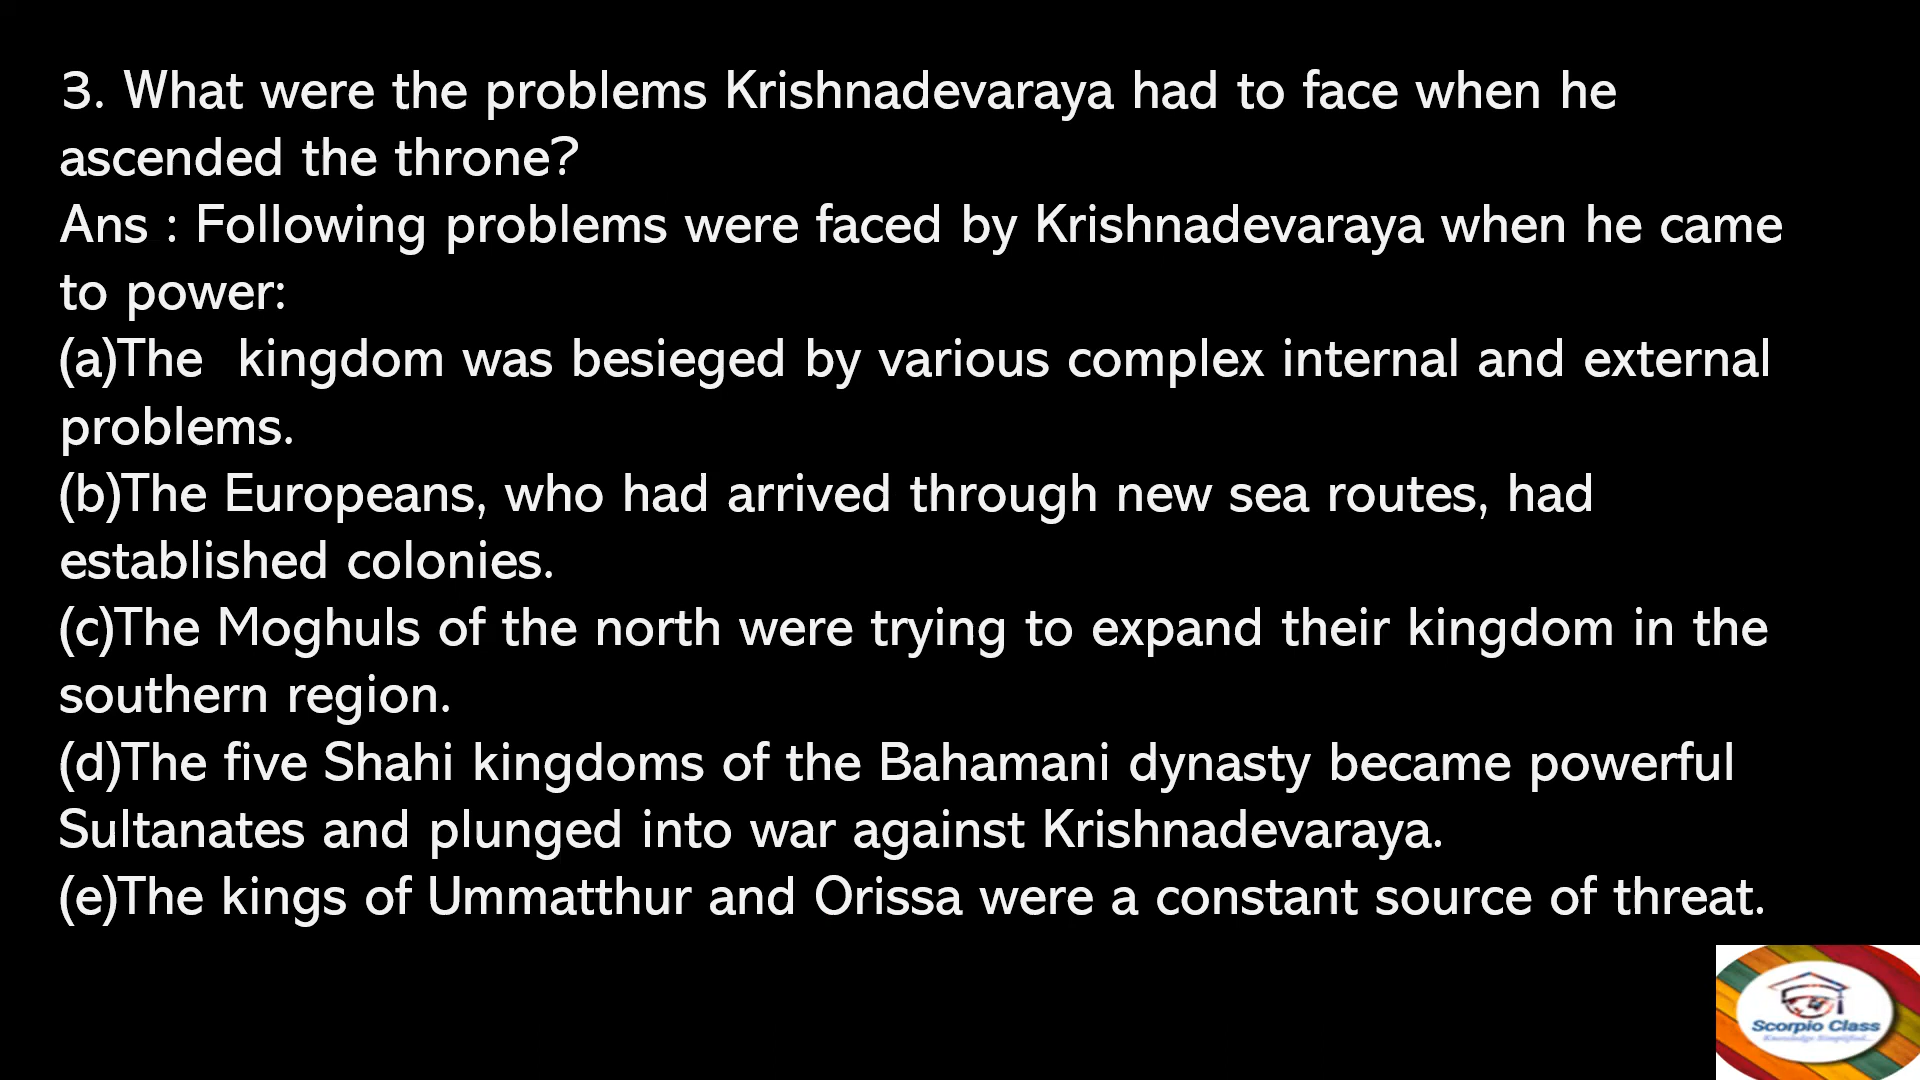 3. What were the problems Krishnadevaraya had to face when he
ascended the throne?
Ans : Following problems were faced by Krishnadevaraya when he came
to power:
(a)The  kingdom was besieged by various complex internal and external
problems.
(b)The Europeans, who had arrived through new sea routes, had
established colonies.
(c)The Moghuls of the north were trying to expand their kingdom in the
southern region.
(d)The five Shahi kingdoms of the Bahamani dynasty became powerful
Sultanates and plunged into war against Krishnadevaraya.
(e)The kings of Ummatthur and Orissa were a constant source of threat.
Scorpio Class
Knowledge Simplified...